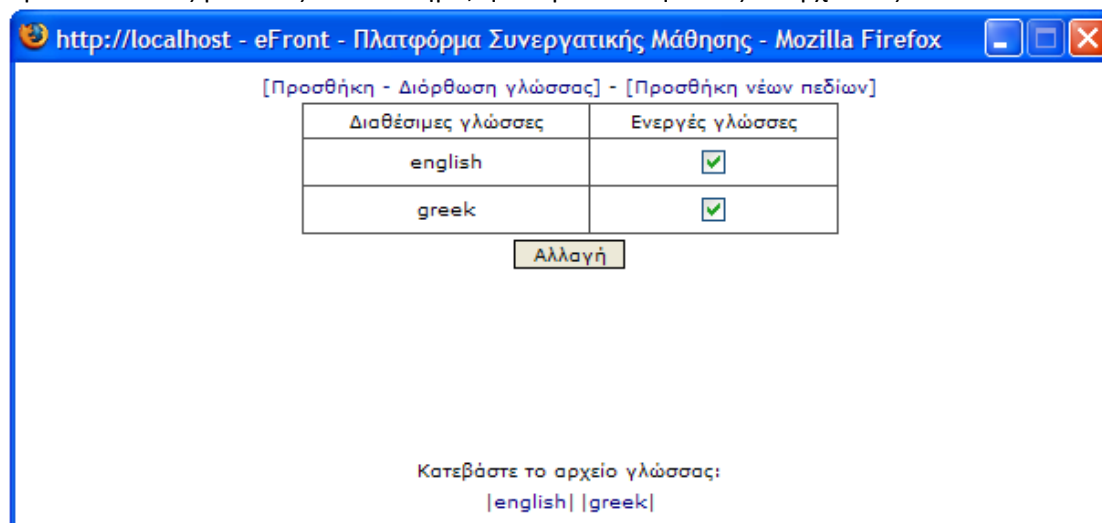 http://localhost - eFront - Πλατφόρμα Συνεργατικής Μάθησης - Mozilla Firefox
[Προσθήκη - Διόρθωση γλώσσας] - [Προσθήκη νέων πεδίων]
Διαθέσιμες γλώσσες Ενεργές γλώσσες
english
greek
Αλλαγή
Κατεβάστε το αρχείο γλώσσας:
|english| |greek|